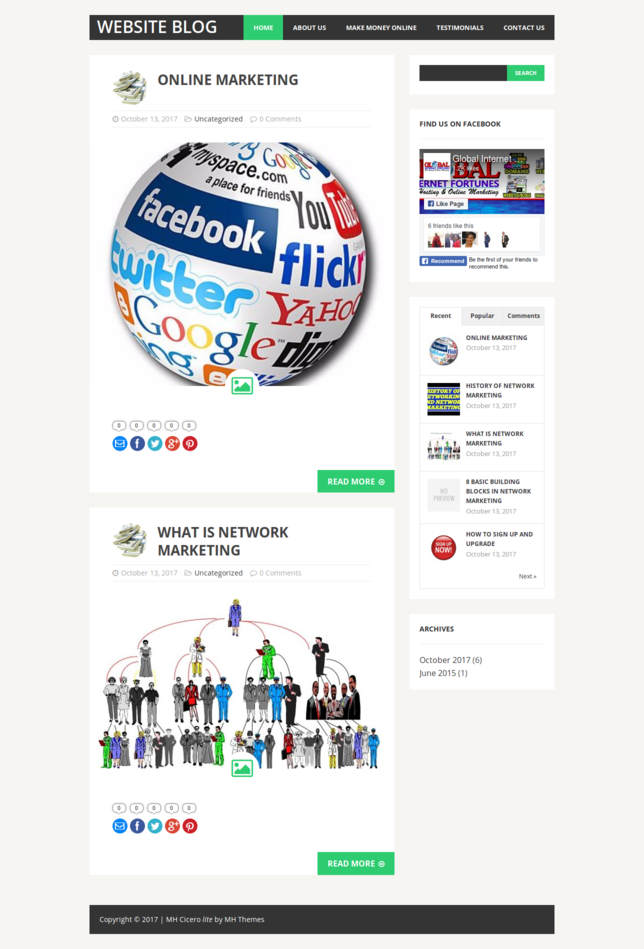 WEBSITE BLOG
HOME
ABOUT US
MAKE MONEY ONLINE
TESTIMONIALS
CONTACT US
ONLINE MARKETING
October 13, 2017 Uncategorized 0 Comments
myspace.com
a place for friends
Google
You Tube
facebook
flickr
twitter
YAHOO
Google
digg
bing
0 0 0 0 0
READ MORE
WHAT IS NETWORK
MARKETING
October 13, 2017 Uncategorized 0 Comments
0 0 0 0 0
READ MORE
SEARCH
FIND US ON FACEBOOK
Global Internet ...
likes
ERNET FORTUNES
Hosting & Online Marketing
Like Page
6 friends like this
Recommend
Be the first of your friends to
recommend this.
Recent Popular Comments
ONLINE MARKETING
October 13, 2017
HISTORY OF NETWORK
MARKETING
October 13, 2017
WHAT IS NETWORK
MARKETING
October 13, 2017
NO
PREVIEW
8 BASIC BUILDING
BLOCKS IN NETWORK
MARKETING
October 13, 2017
SIGN UP
NOW!
HOW TO SIGN UP AND
UPGRADE
October 13, 2017
Next »
ARCHIVES
October 2017 (6)
June 2015 (1)
Copyright © 2017 | MH Cicero lite by MH Themes